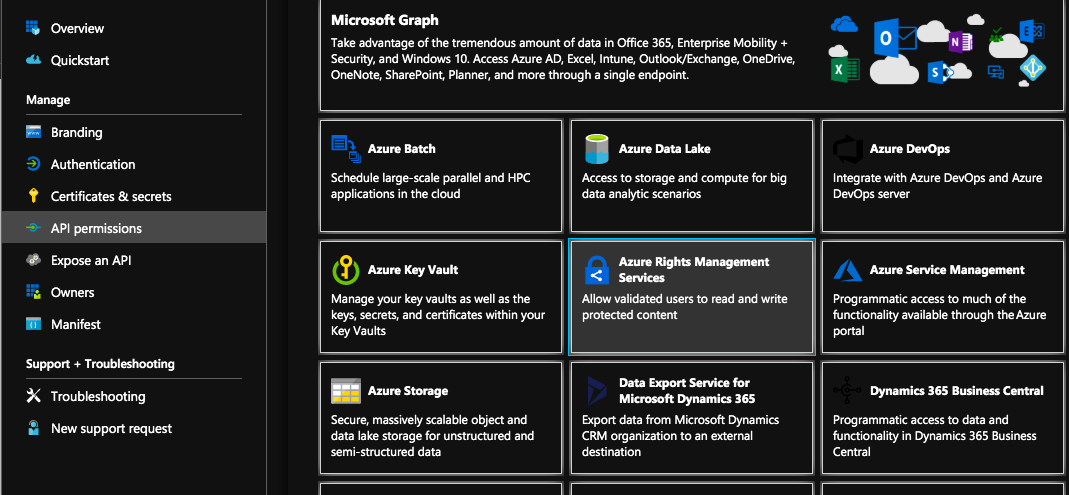 Overview
Quickstart
Manage
Branding
Authentication
Certificates & secrets
API permissions
Expose an API
Owners
Manifest
Support + Troubleshooting
Troubleshooting
New support request
Microsoft Graph
Take advantage of the tremendous amount of data in Office 365, Enterprise Mobility +
Security, and Windows 10. Access Azure AD, Excel, Intune, Outlook/Exchange, OneDrive,
OneNote, SharePoint, Planner, and more through a single endpoint.
Azure Batch
Schedule large-scale parallel and HPC
applications in the cloud
Azure Data Lake
Access to storage and compute for big
data analytic scenarios
Azure DevOps
Integrate with Azure DevOps and Azure
DevOps server
Azure Key Vault
Manage your key vaults as well as the
keys, secrets, and certificates within your
Key Vaults
Azure Rights Management
Services
Allow validated users to read and write
protected content
Azure Service Management
Programmatic access to much of the
functionality available through the Azure
portal
Azure Storage
Secure, massively scalable object and
data lake storage for unstructured and
semi-structured data
Data Export Service for
Microsoft Dynamics 365
Export data from Microsoft Dynamics
CRM organization to an external
destination
Dynamics 365 Business Central
Programmatic access to data and
functionality in Dynamics 365 Business
Central